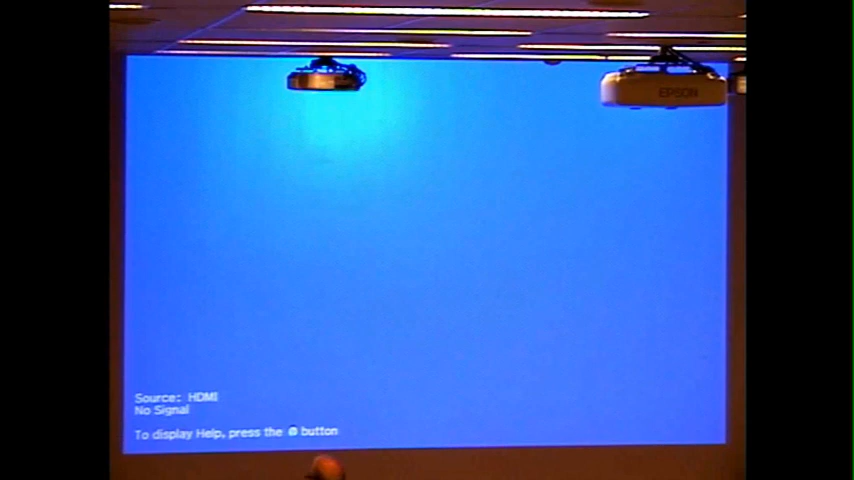 EPSON
Source: HDMI
No Signal
To display Help, press the button